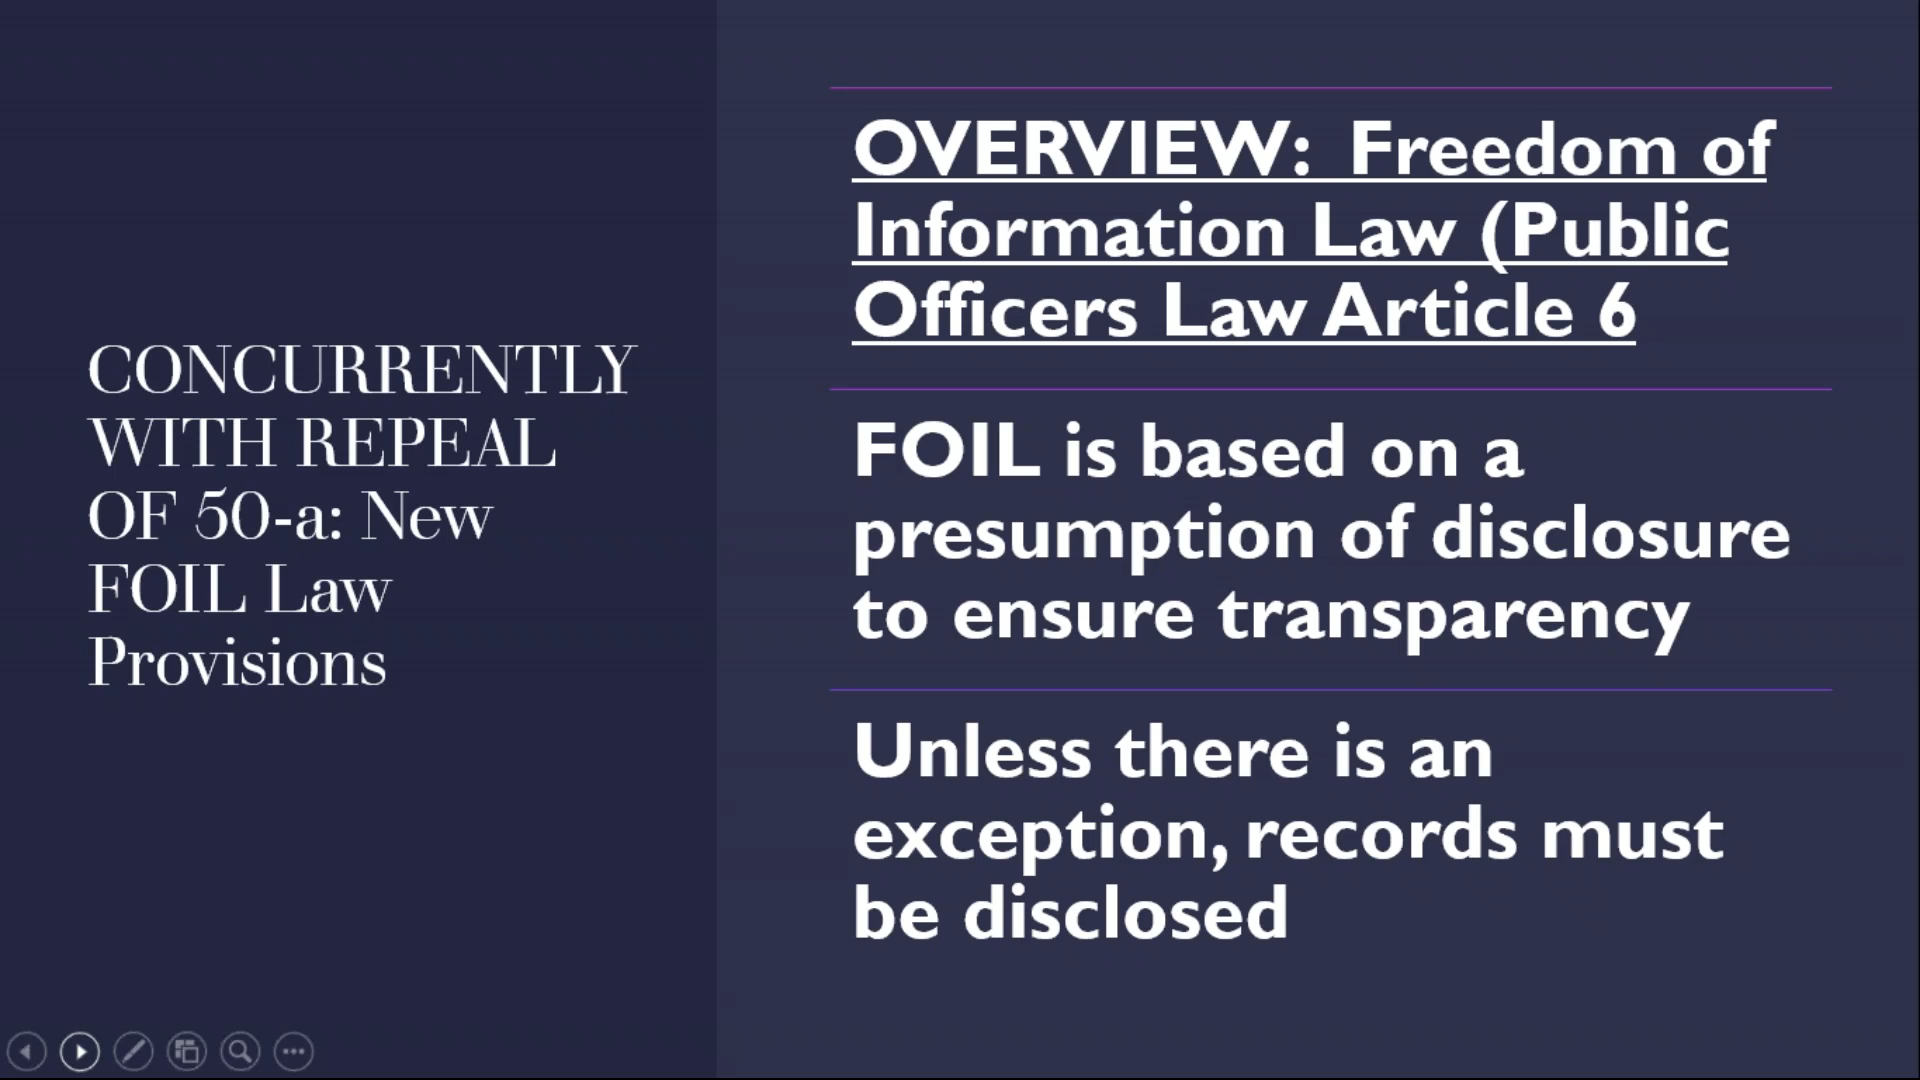 CONCURRENTLY
WITH REPEAL
OF 50-a: New
FOIL Law
Provisions
OVERVIEW:  Freedom of
Information Law (Public
Officers Law Article 6
FOIL is based on a
presumption of disclosure
to ensure transparency
Unless there is an
exception, records must
be disclosed